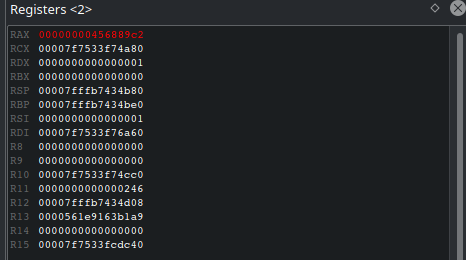 Registers <2>
RAX 00000000456889c2
RCX 00007f7533f74a80
RDX 0000000000000001
RBX 0000000000000000
RSP 00007fffb7434b80
RBP 00007fffb7434be0
RSI 0000000000000001
RDI 00007f7533f76a60
R8 0000000000000000
R9 0000000000000000
R10 00007f7533f74cc0
R11 0000000000000246
R12 00007fffb7434d08
R13 0000561e9163b1a9
R14 0000000000000000
R15 00007f7533fcdc40